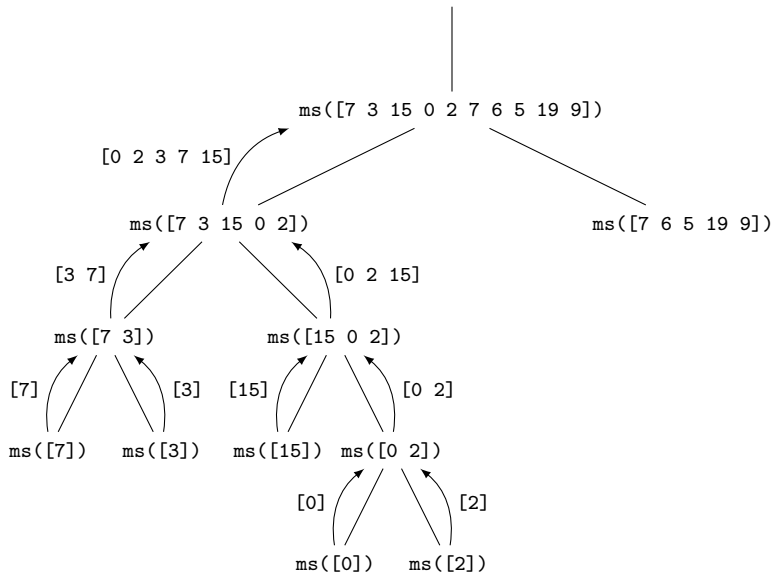 ms([7 3 15 0 2 7 6 5 19 9])
[0 2 3 7 15]
ms([7 3 15 0 2])
ms([7 6 5 19 9])
[3 7]
[0 2 15]
ms([7 3])
ms([15 0 2])
[7]
[3]
[15]
[0 2]
ms([7])
ms([3])
ms([15])
ms([0 2])
[0]
[2]
ms([0])
ms([2])